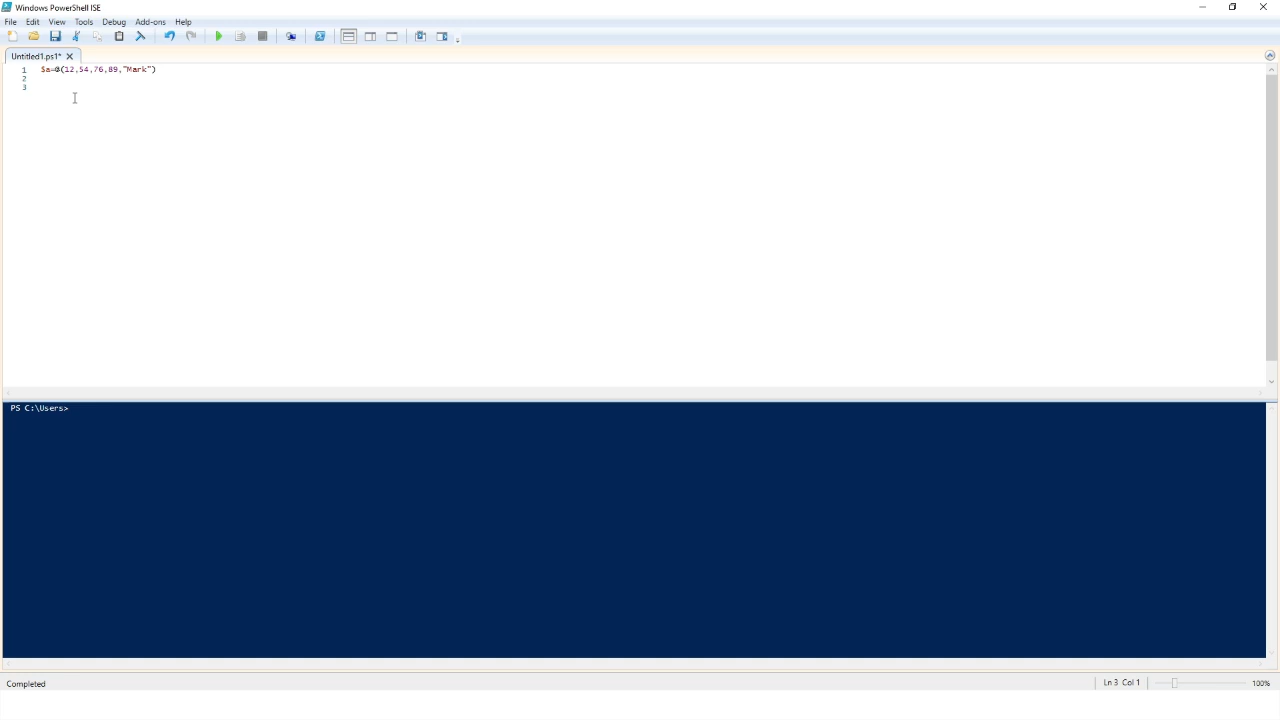 Windows PowerShell ISE
File Edit View Tools Debug Add-ons Help
Untitled1.ps1* X
1 $a=@(12,54,76,89,"Mark")
2
3
PS C:\Users>
Completed Ln 3 Col 1 100%